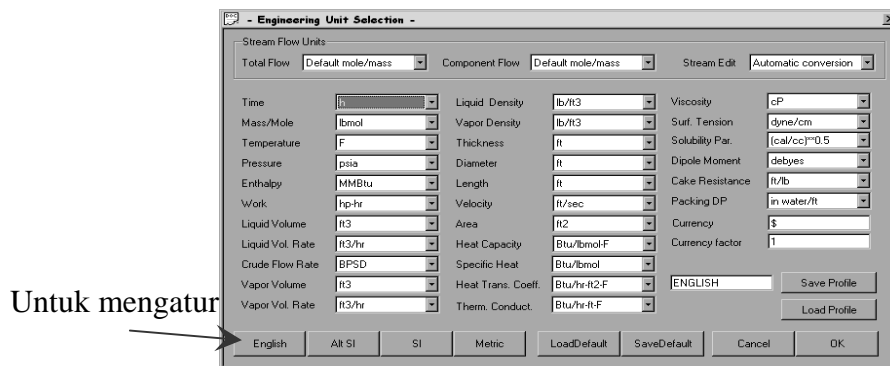 - Engineering Unit Selection -
Stream Flow Units
Total Flow Default mole/mass Component Flow Default mole/mass Stream Edit Automatic conversion
Time h Liquid Density lb/ft3 Viscosity cP
Mass/Mole lbmol Vapor Density lb/ft3 Surf. Tension dyne/cm
Temperature F Thickness ft Solubility Par. (cal/cc)**0.5
Pressure psia Diameter ft Dipole Moment debyes
Enthalpy MMBtu Length ft Cake Resistance ft/lb
Work hp-hr Velocity ft/sec Packing DP in water/ft
Liquid Volume ft3 Area ft2 Currency $
Liquid Vol. Rate ft3/hr Heat Capacity Btu/lbmol-F Currency factor 1
Crude Flow Rate BPSD Specific Heat Btu/lbmol
Vapor Volume ft3 Heat Trans. Coeff. Btu/hr-ft2-F ENGLISH Save Profile
Vapor Vol. Rate ft3/hr Therm. Conduct. Btu/hr-ft-F Load Profile
Untuk mengatur
English Alt SI SI Metric LoadDefault SaveDefault Cancel OK